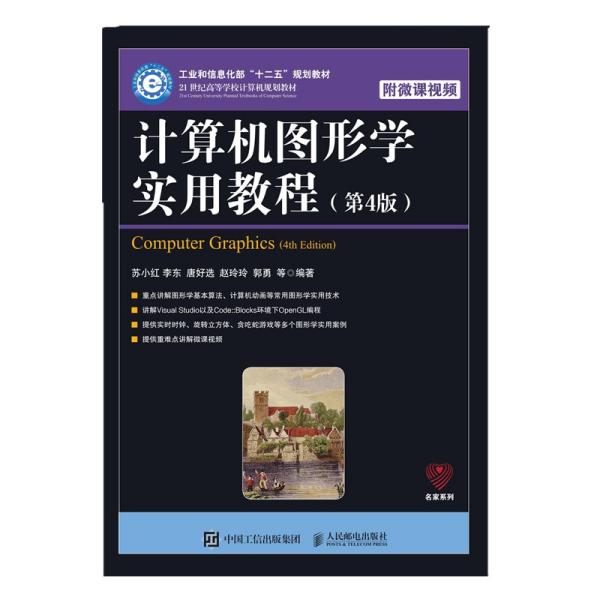 工业和信息化部“十二五”规划教材
21世纪高等学校计算机规划教材
21st Century University Planned Textbooks of Computer Science
附微课视频
计算机图形学
实用教程（第4版）
Computer Graphics (4th Edition)
苏小红 李东 唐好选 赵玲玲 郭勇 等◎编著
重点讲解图形学基本算法、计算机动画等常用图形学实用技术
讲解Visual Studio以及Code::Blocks环境下OpenGL编程
提供实时时钟、旋转立方体、贪吃蛇游戏等多个图形学实用案例
提供重难点讲解微课视频
名家系列
中国工信出版集团
人民邮电出版社
POSTS & TELECOM PRESS